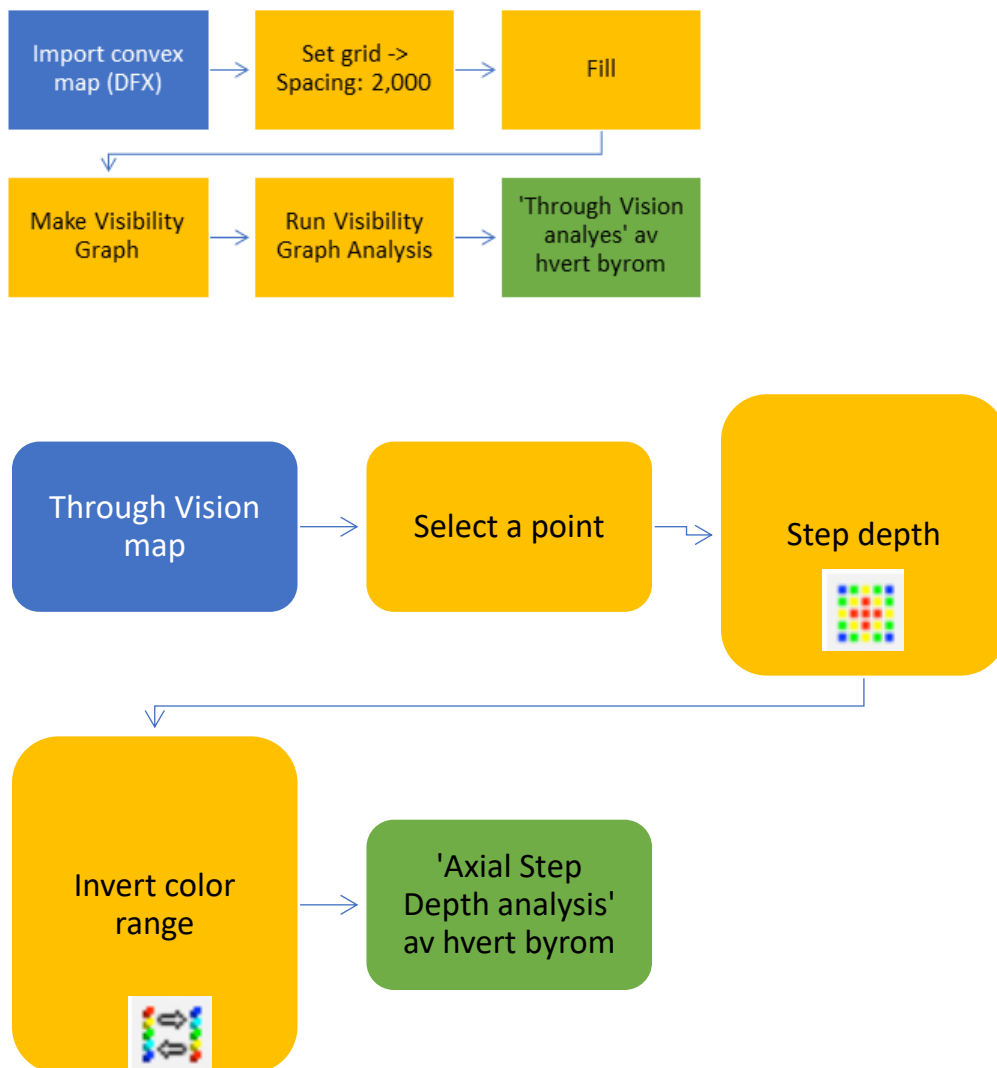 Import convex
map (DFX)
Set grid ->
Spacing: 2,000
Fill
Make Visibility
Graph
Run Visibility
Graph Analysis
'Through Vision
analyes' av
hvert byrom
Through Vision
map
Select a point
Step depth
Invert color
range
'Axial Step
Depth analysis'
av hvert byrom